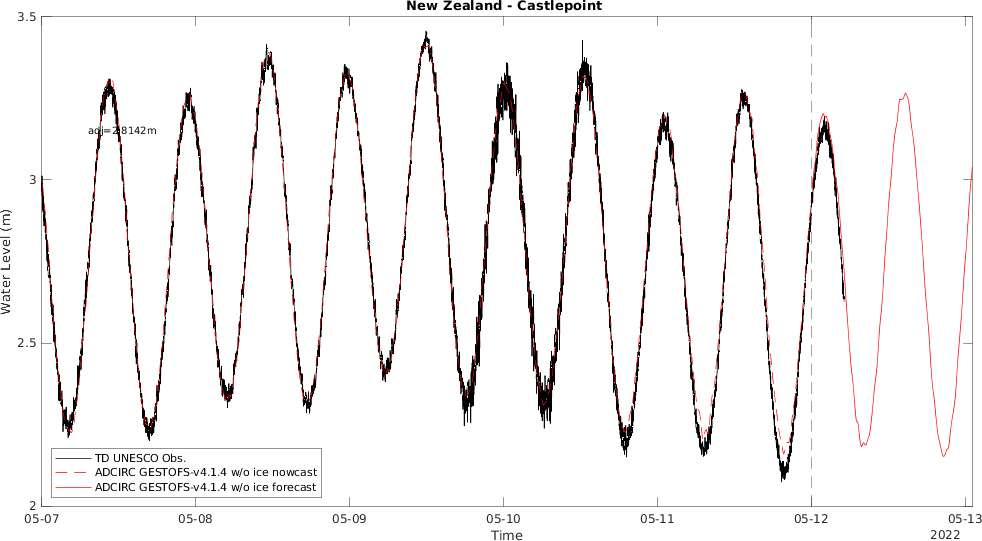 New Zealand - Castlepoint
3.5
3
2.5
2
Water Level (m)
adj=2.8142m
TD UNESCO Obs.
ADCIRC GESTOFS-v4.1.4 w/o ice nowcast
ADCIRC GESTOFS-v4.1.4 w/o ice forecast
05-07 05-08 05-09 05-10 05-11 05-12 05-13
Time
2022